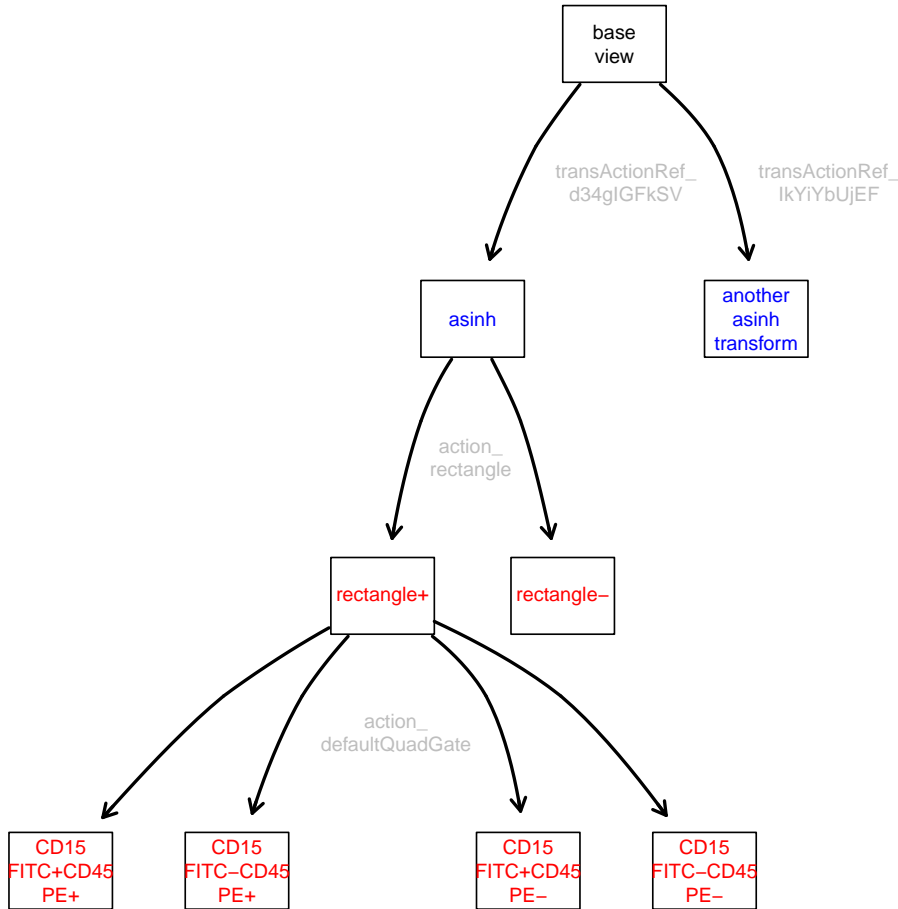 base
view
transActionRef_
d34gIGFkSV
transActionRef_
IkYiYbUjEF
asinh
another
asinh
transform
action_
rectangle
rectangle+
rectangle−
action_
defaultQuadGate
CD15
FITC+CD45
PE+
CD15
FITC−CD45
PE+
CD15
FITC+CD45
PE−
CD15
FITC−CD45
PE−